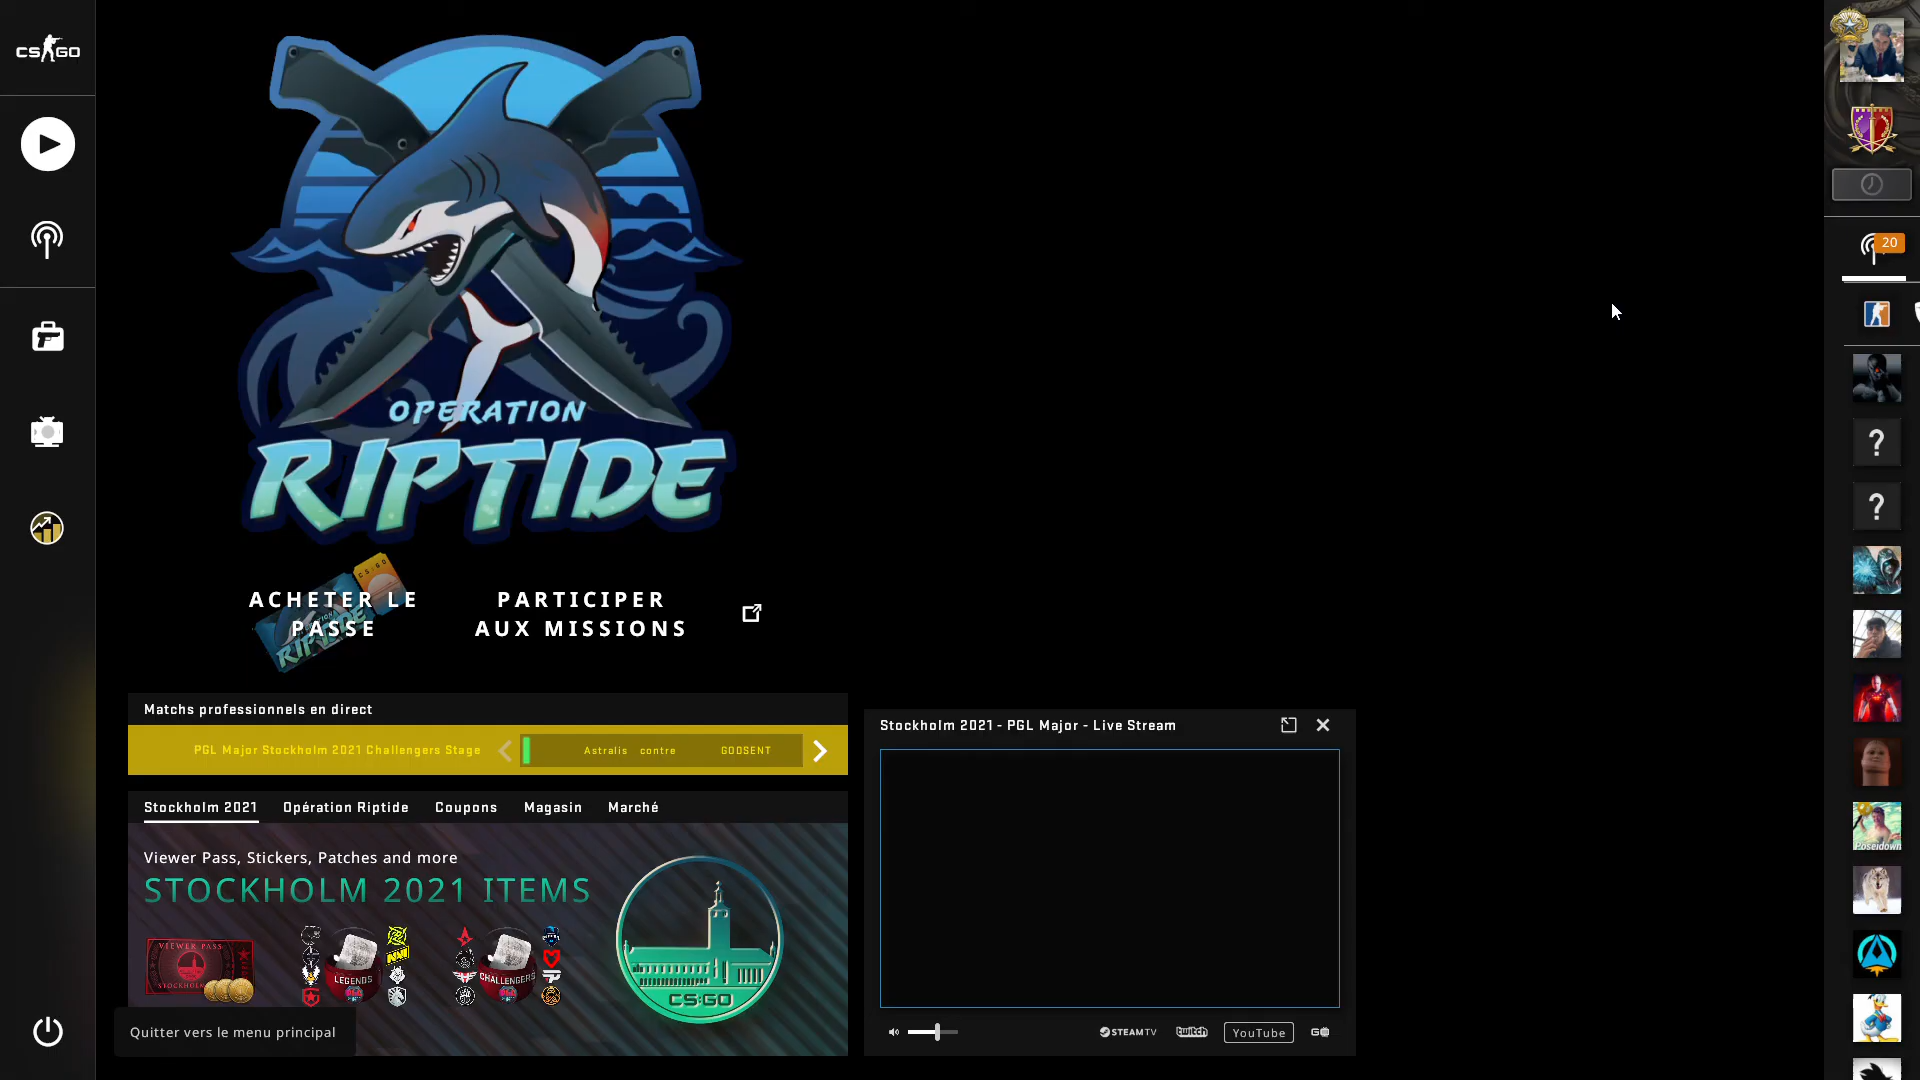 CS GO
OPERATION
RIPTIDE
ACHETER LE
PASSE
PARTICIPER
AUX MISSIONS
20
Matchs professionnels en direct
PGL Major Stockholm 2021 Challengers Stage
Astralis contre GODSENT
Stockholm 2021 Opération Riptide Coupons Magasin Marché
Viewer Pass, Stickers, Patches and more
STOCKHOLM 2021 ITEMS
VIEWER PASS
LEGENDS
CHALLENGERS
CS:GO
Quitter vers le menu principal
Stockholm 2021 - PGL Major - Live Stream
STEAMTV twitch YouTube
Poseidown